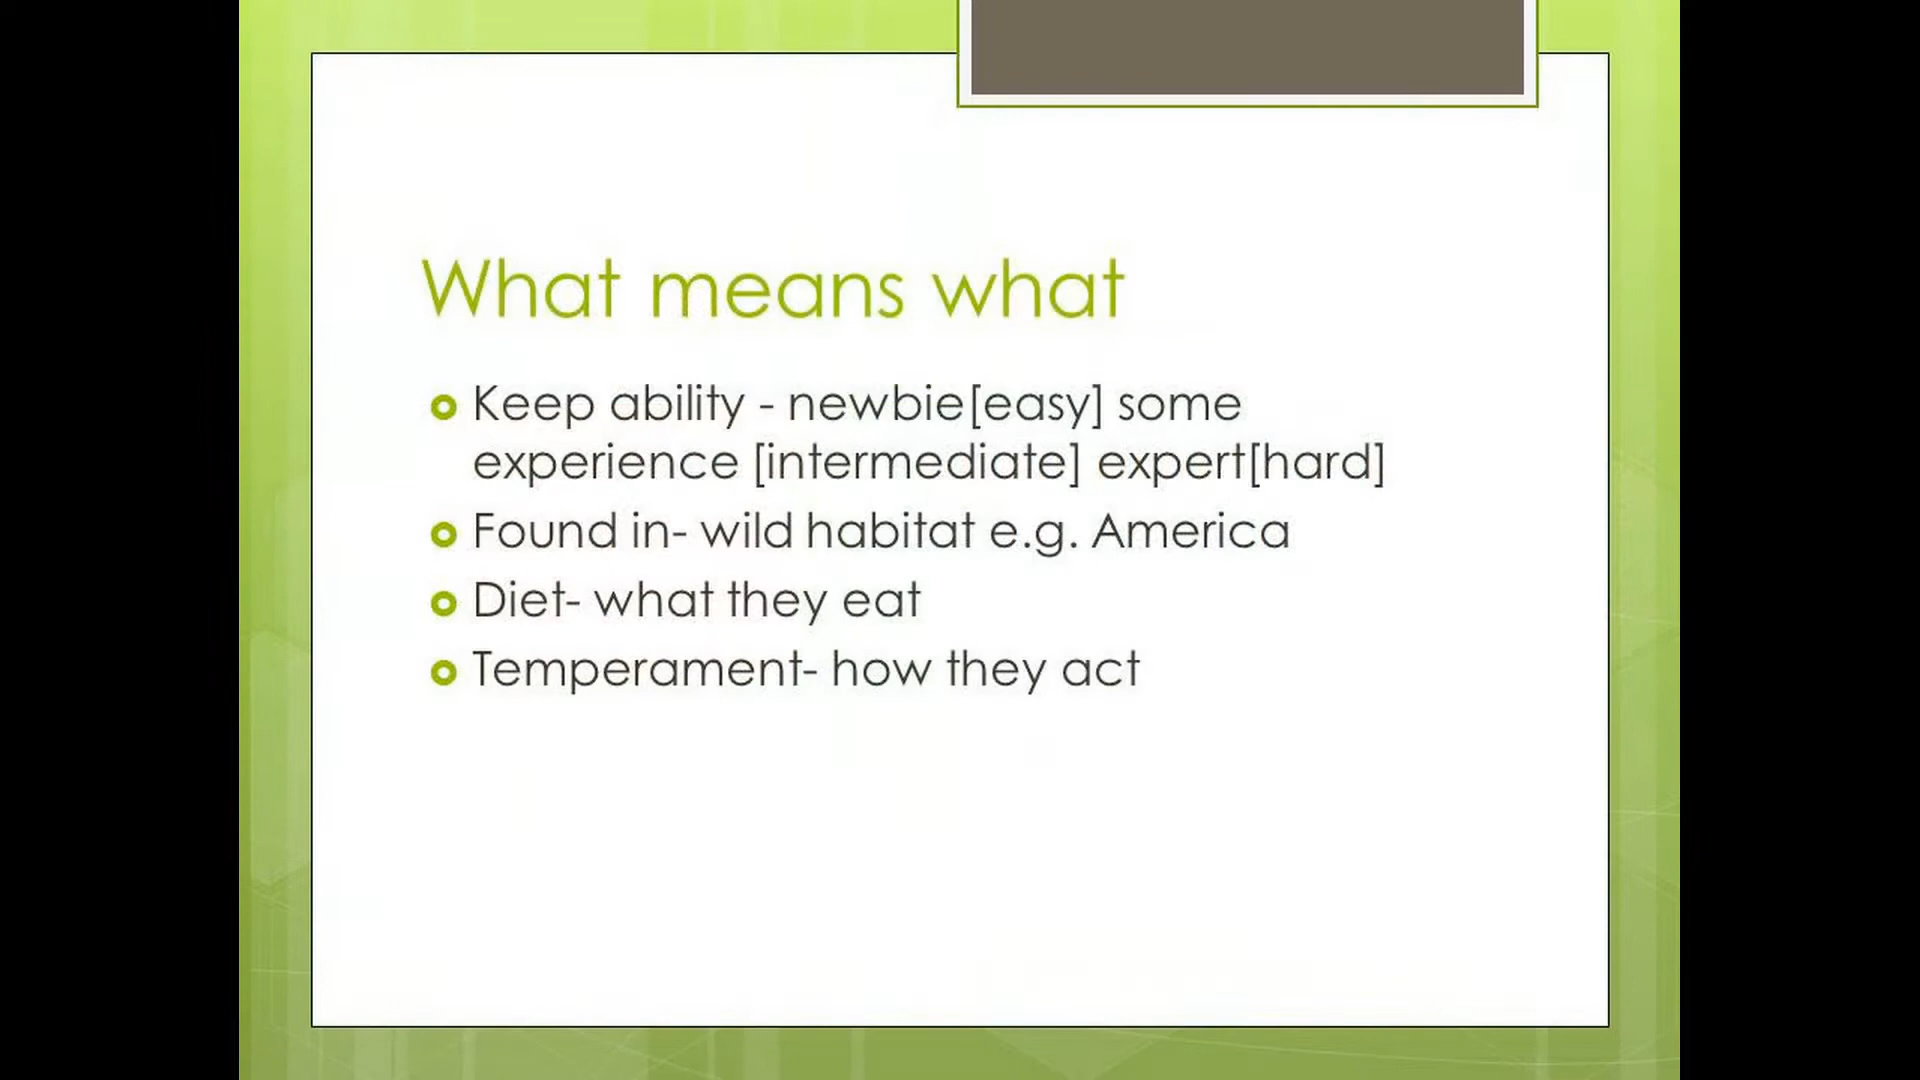 What means what
Keep ability - newbie[easy] some
experience [intermediate] expert[hard]
Found in- wild habitat e.g. America
Diet- what they eat
Temperament- how they act